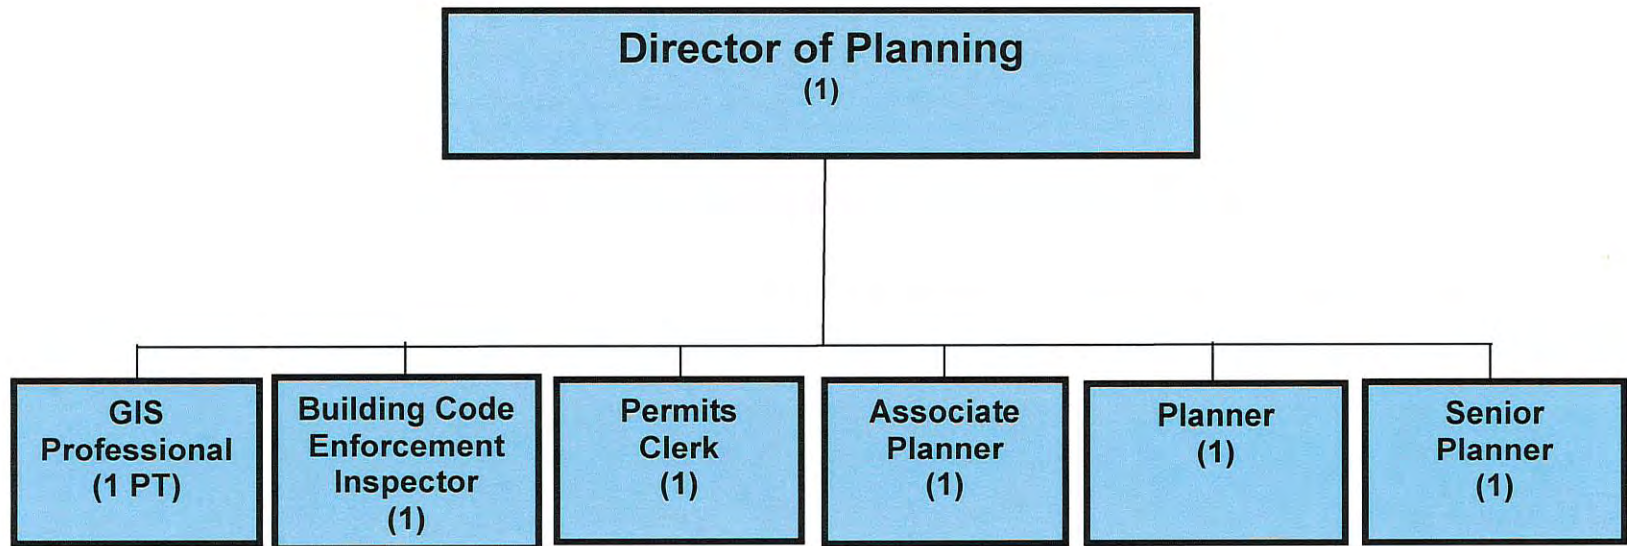 Director of Planning
(1)
GIS
Professional
(1 PT)
Building Code
Enforcement
Inspector
(1)
Permits
Clerk
(1)
Associate
Planner
(1)
Planner
(1)
Senior
Planner
(1)